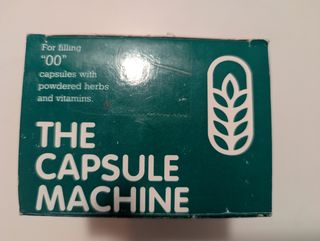 For filling
"00"
capsules with
powdered herbs
and vitamins.
THE
CAPSULE
MACHINE